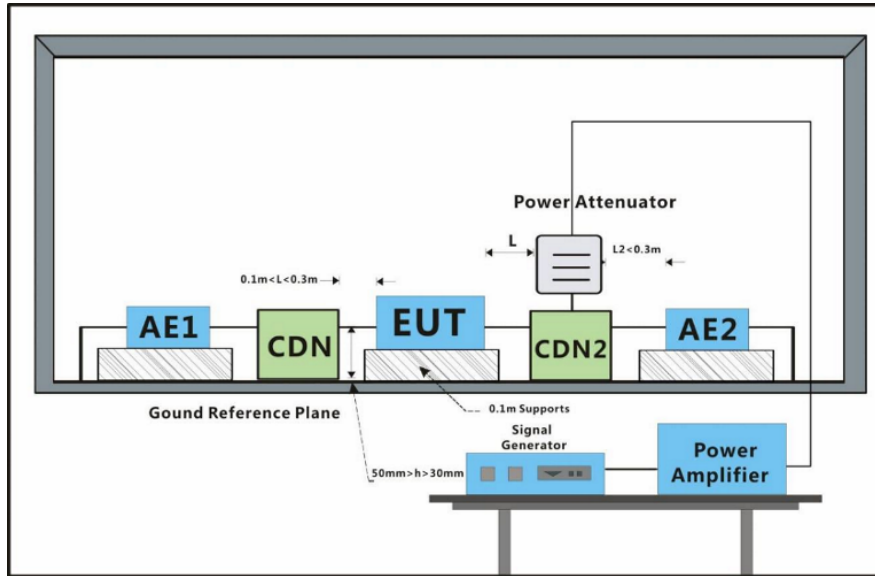 Power Attenuator
L
L2<0.3m
0.1m<L<0.3m
AE1
CDN
EUT
CDN2
AE2
Gound Reference Plane
0.1m Supports
Signal
Generator
50mm>h>30mm
Power
Amplifier